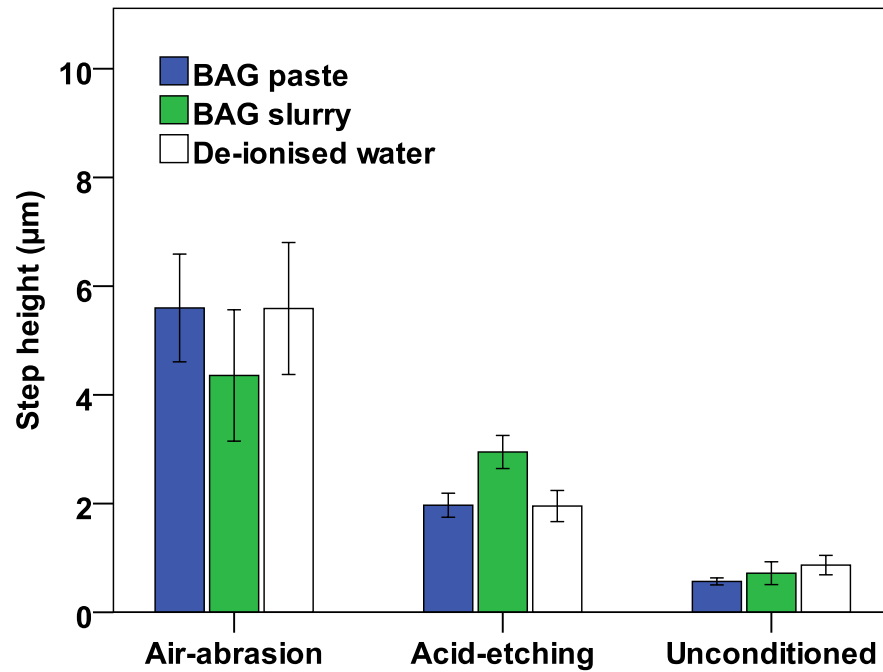 BAG paste
BAG slurry
De-ionised water
Step height (µm)
10
8
6
4
2
0
Air-abrasion Acid-etching Unconditioned